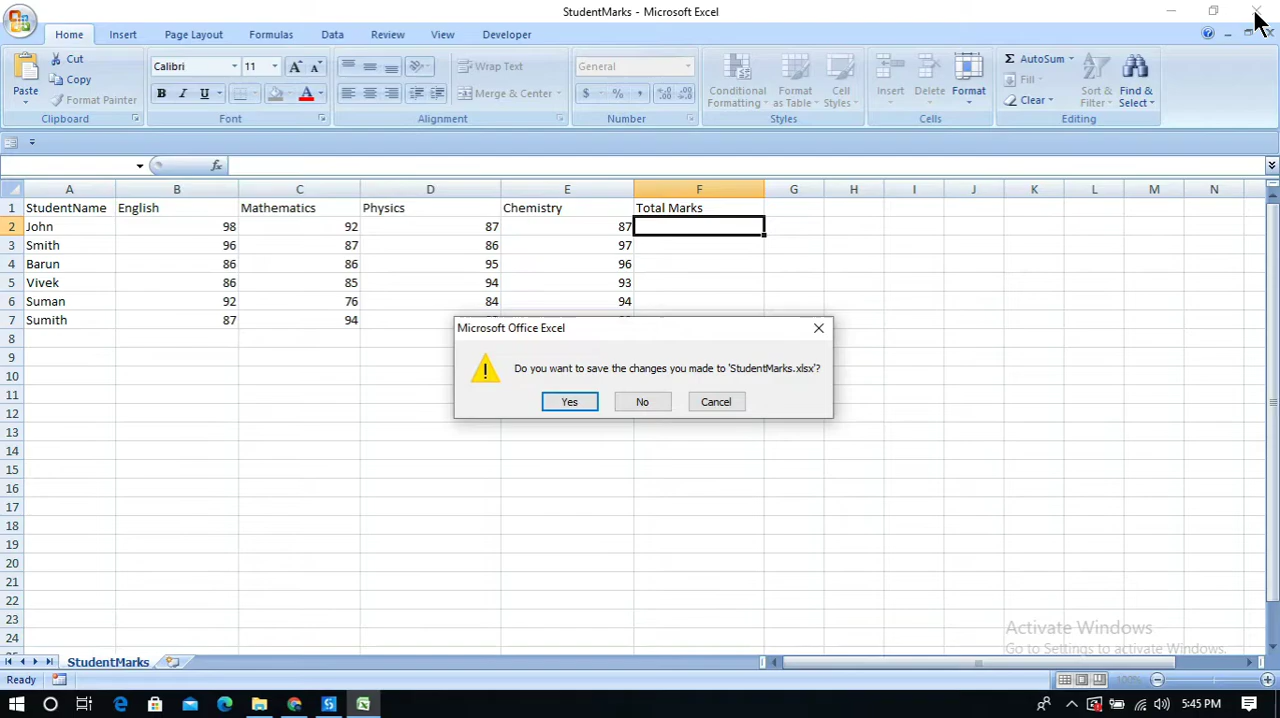 StudentMarks - Microsoft Excel
Home Insert Page Layout Formulas Data Review View Developer
Paste
Cut
Copy
Format Painter
Clipboard
Calibri 11
B I U
Font
Wrap Text
Merge & Center
Alignment
General
$ % ,
Number
Conditional Formatting
Format as Table
Cell Styles
Styles
Insert Delete Format
Cells
AutoSum
Fill
Clear
Sort & Filter
Find & Select
Editing
fx
A B C D E F G H I J K L M N
1 StudentName English Mathematics Physics Chemistry Total Marks
2 John 98 92 87 87
3 Smith 96 87 86 97
4 Barun 86 86 95 96
5 Vivek 86 85 94 93
6 Suman 92 76 84 94
7 Sumith 87 94
8
9
10
11
12
13
14
15
16
17
18
19
20
21
22
23
24
Microsoft Office Excel
Do you want to save the changes you made to 'StudentMarks.xlsx'?
Yes No Cancel
Activate Windows
Go to Settings to activate Windows.
StudentMarks
Ready
100%
5:45 PM